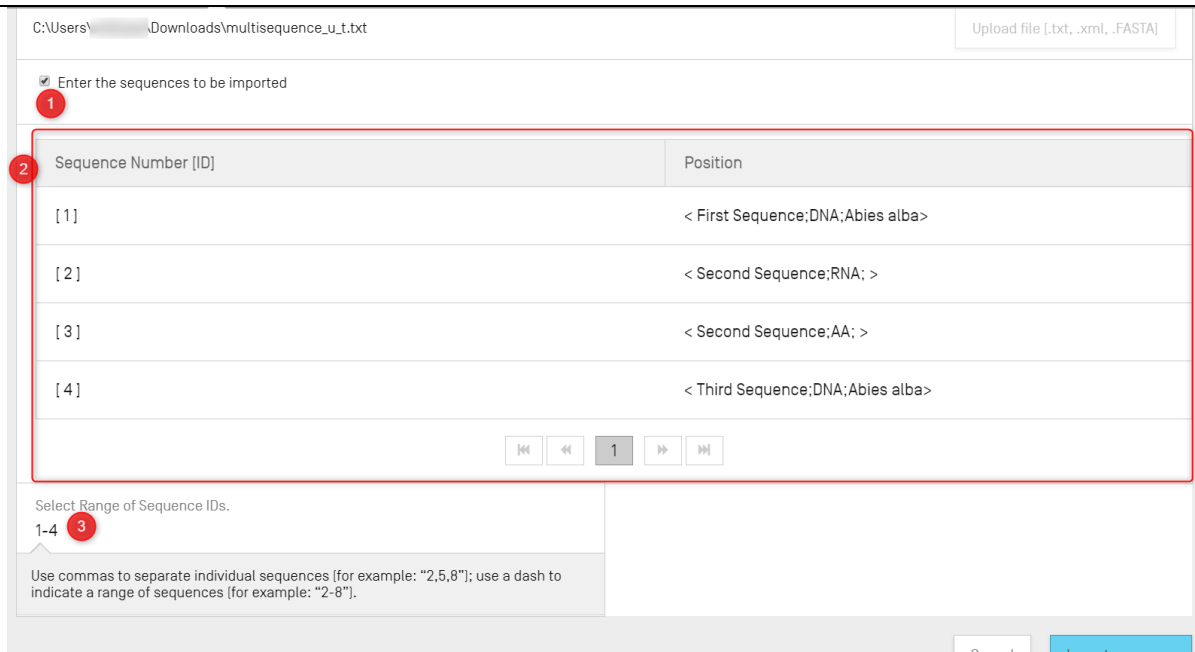 C:\Users\ \Downloads\multisequence_u_t.txt
Upload file [.txt, .xml, .FASTA]
Enter the sequences to be imported
1
2
Sequence Number [ID]
Position
[ 1 ]
< First Sequence;DNA;Abies alba>
[ 2 ]
< Second Sequence;RNA; >
[ 3 ]
< Second Sequence;AA; >
[ 4 ]
< Third Sequence;DNA;Abies alba>
1
Select Range of Sequence IDs.
1-4
3
Use commas to separate individual sequences [for example: “2,5,8”]; use a dash to
indicate a range of sequences [for example: “2-8”].